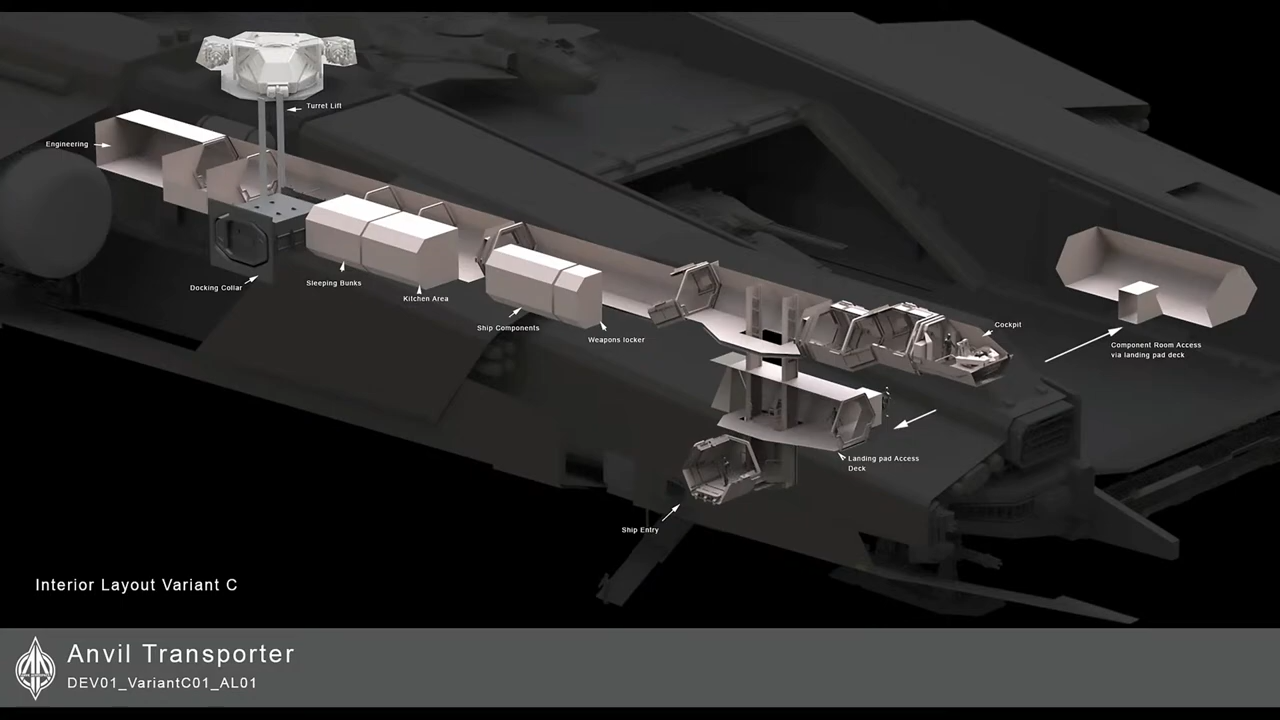 Turret Lift
Engineering
Docking Collar
Sleeping Bunks
Kitchen Area
Ship Components
Weapons locker
Cockpit
Component Room Access
via landing pad deck
Landing pad Access
Deck
Ship Entry
Interior Layout Variant C
Anvil Transporter
DEV01_VariantC01_AL01